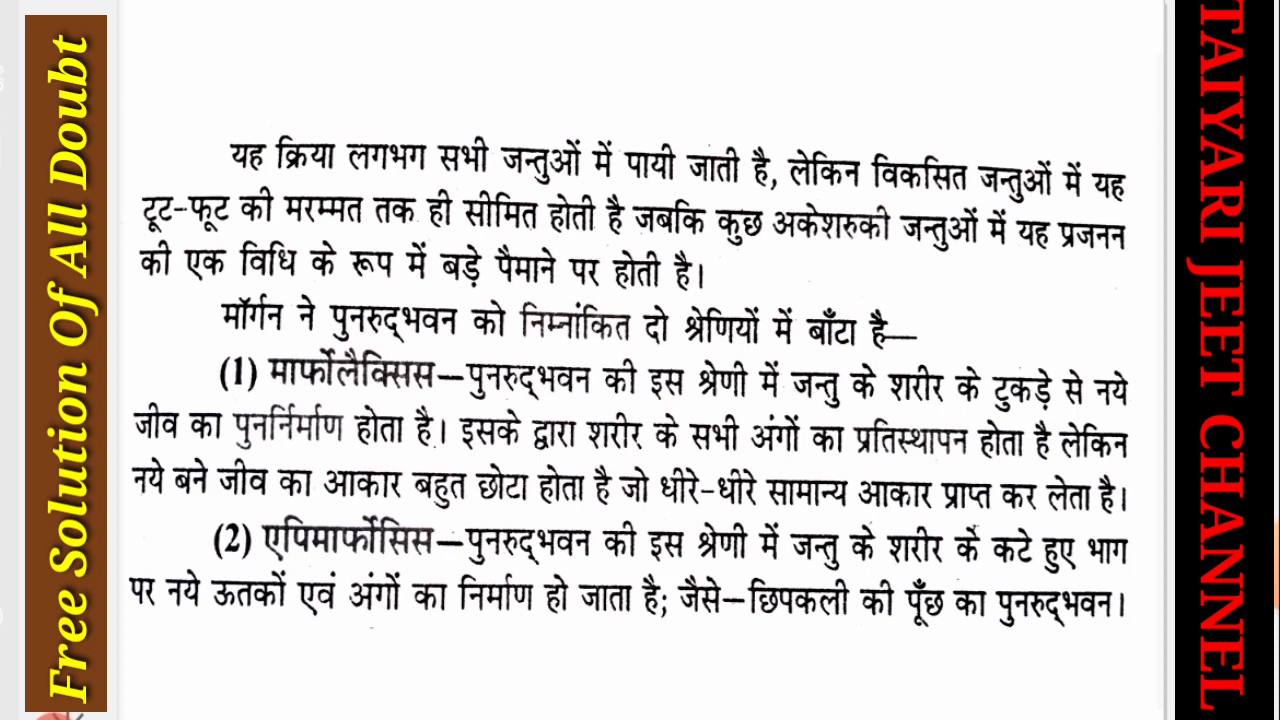 Free Solution Of All Doubt
यह क्रिया लगभग सभी जन्तुओं में पायी जाती है, लेकिन विकसित जन्तुओं में यह
टूट-फूट की मरम्मत तक ही सीमित होती है जबकि कुछ अकेशरुकी जन्तुओं में यह प्रजनन
की एक विधि के रूप में बड़े पैमाने पर होती है।
मॉर्गन ने पुनरुद्भवन को निम्नांकित दो श्रेणियों में बाँटा है—
(1) मार्फोलैक्सिस—पुनरुद्भवन की इस श्रेणी में जन्तु के शरीर के टुकड़े से नये
जीव का पुनर्निर्माण होता है। इसके द्वारा शरीर के सभी अंगों का प्रतिस्थापन होता है लेकिन
नये बने जीव का आकार बहुत छोटा होता है जो धीरे-धीरे सामान्य आकार प्राप्त कर लेता है।
(2) एपिमार्फोसिस—पुनरुद्भवन की इस श्रेणी में जन्तु के शरीर के कटे हुए भाग
पर नये ऊतकों एवं अंगों का निर्माण हो जाता है; जैसे—छिपकली की पूँछ का पुनरुद्भवन।
TAIYARI JEET CHANNEL